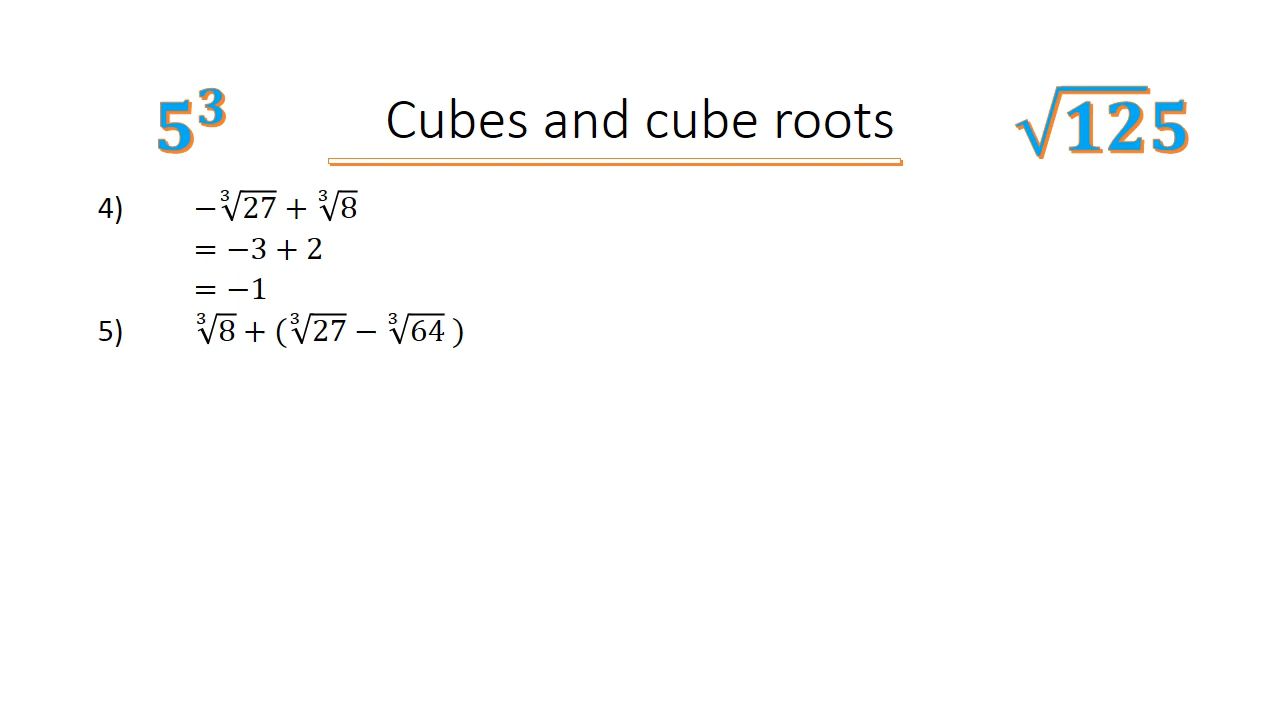 5³ Cubes and cube roots √125
4) −∛27 + ∛8
= −3 + 2
= −1
5) ∛8 + (∛27 − ∛64 )